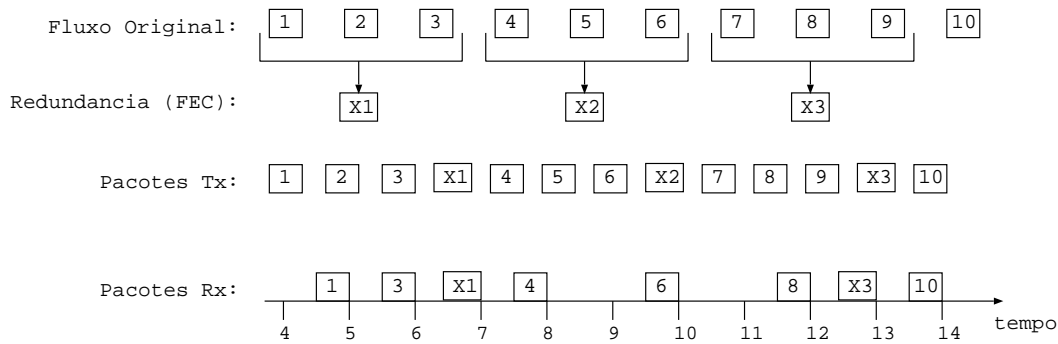 Fluxo Original: 1 2 3 4 5 6 7 8 9 10
Redundancia (FEC): X1 X2 X3
Pacotes Tx: 1 2 3 X1 4 5 6 X2 7 8 9 X3 10
Pacotes Rx: 1 3 X1 4 6 8 X3 10
4 5 6 7 8 9 10 11 12 13 14 tempo